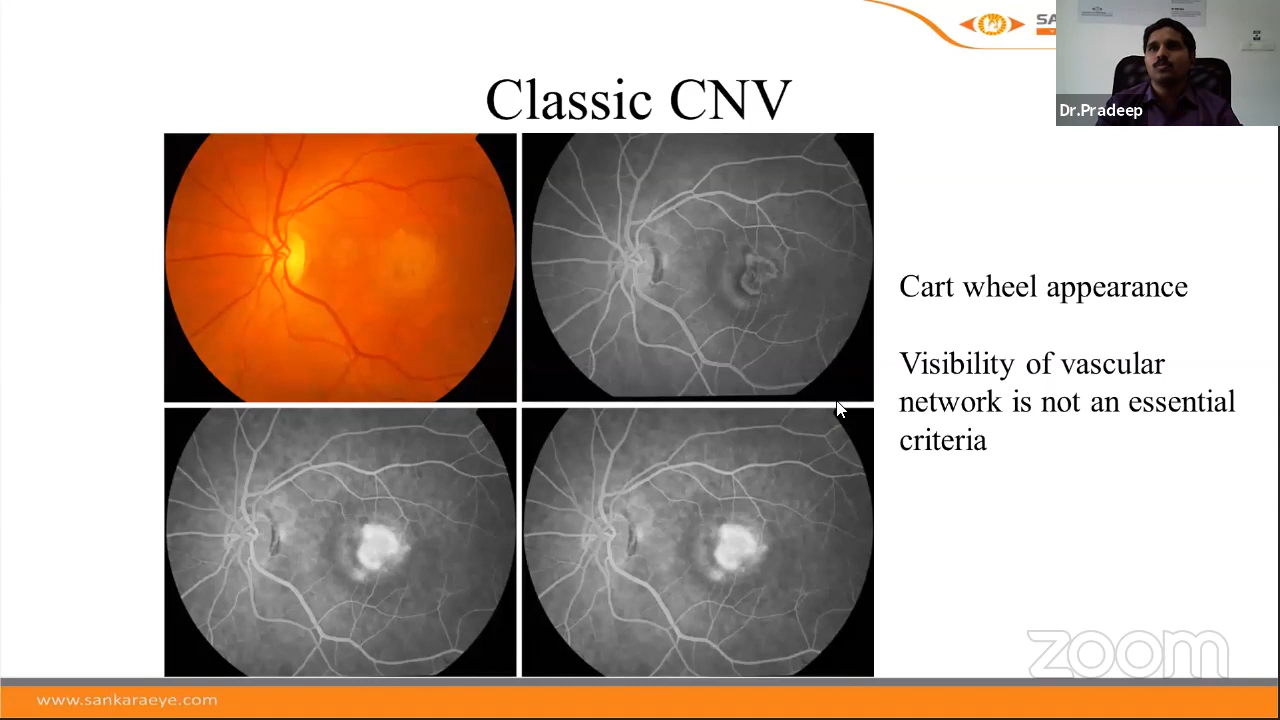 SA
Dr.Pradeep
Classic CNV
Cart wheel appearance
Visibility of vascular
network is not an essential
criteria
zoom
www.sankaraeye.com